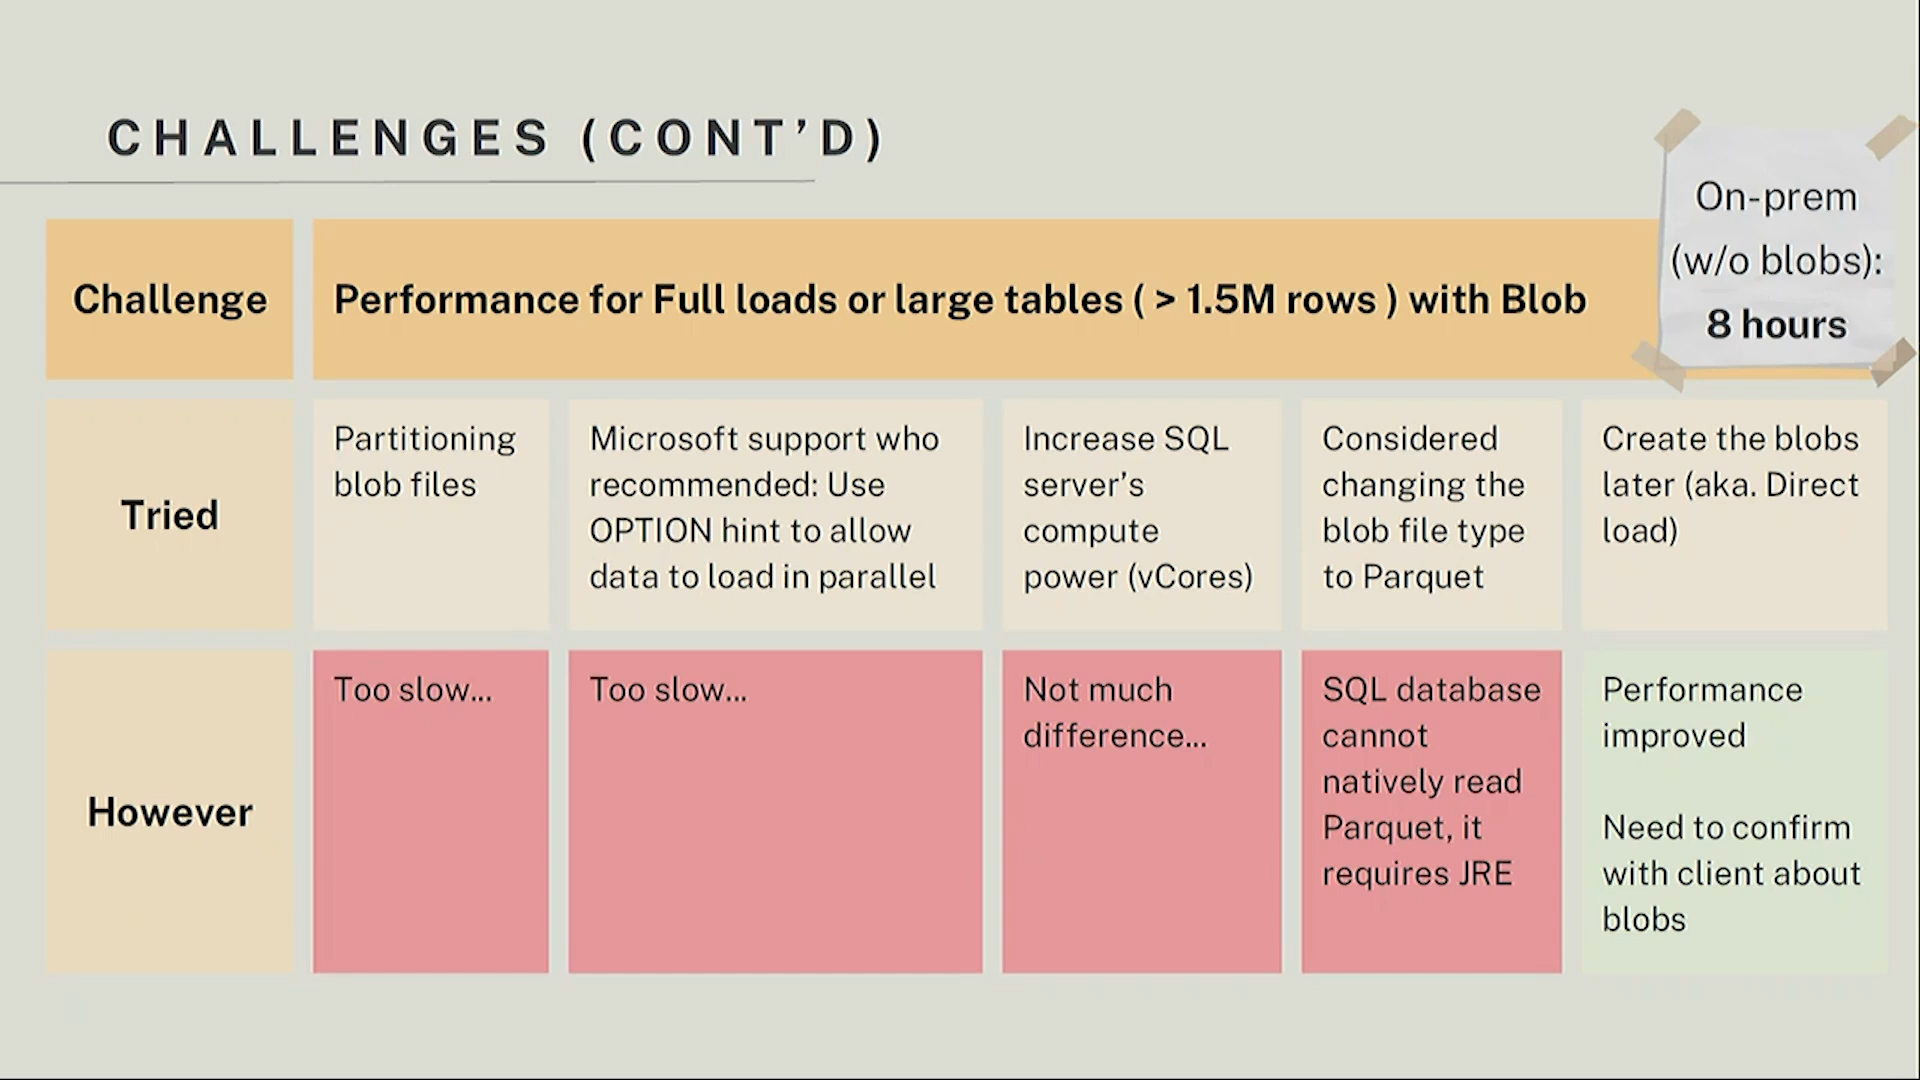 CHALLENGES (CONT’D)
On-prem
(w/o blobs):
8 hours
Challenge
Performance for Full loads or large tables ( > 1.5M rows ) with Blob
Tried
Partitioning
blob files
Microsoft support who
recommended: Use
OPTION hint to allow
data to load in parallel
Increase SQL
server’s
compute
power (vCores)
Considered
changing the
blob file type
to Parquet
Create the blobs
later (aka. Direct
load)
However
Too slow...
Too slow...
Not much
difference...
SQL database
cannot
natively read
Parquet, it
requires JRE
Performance
improved
Need to confirm
with client about
blobs